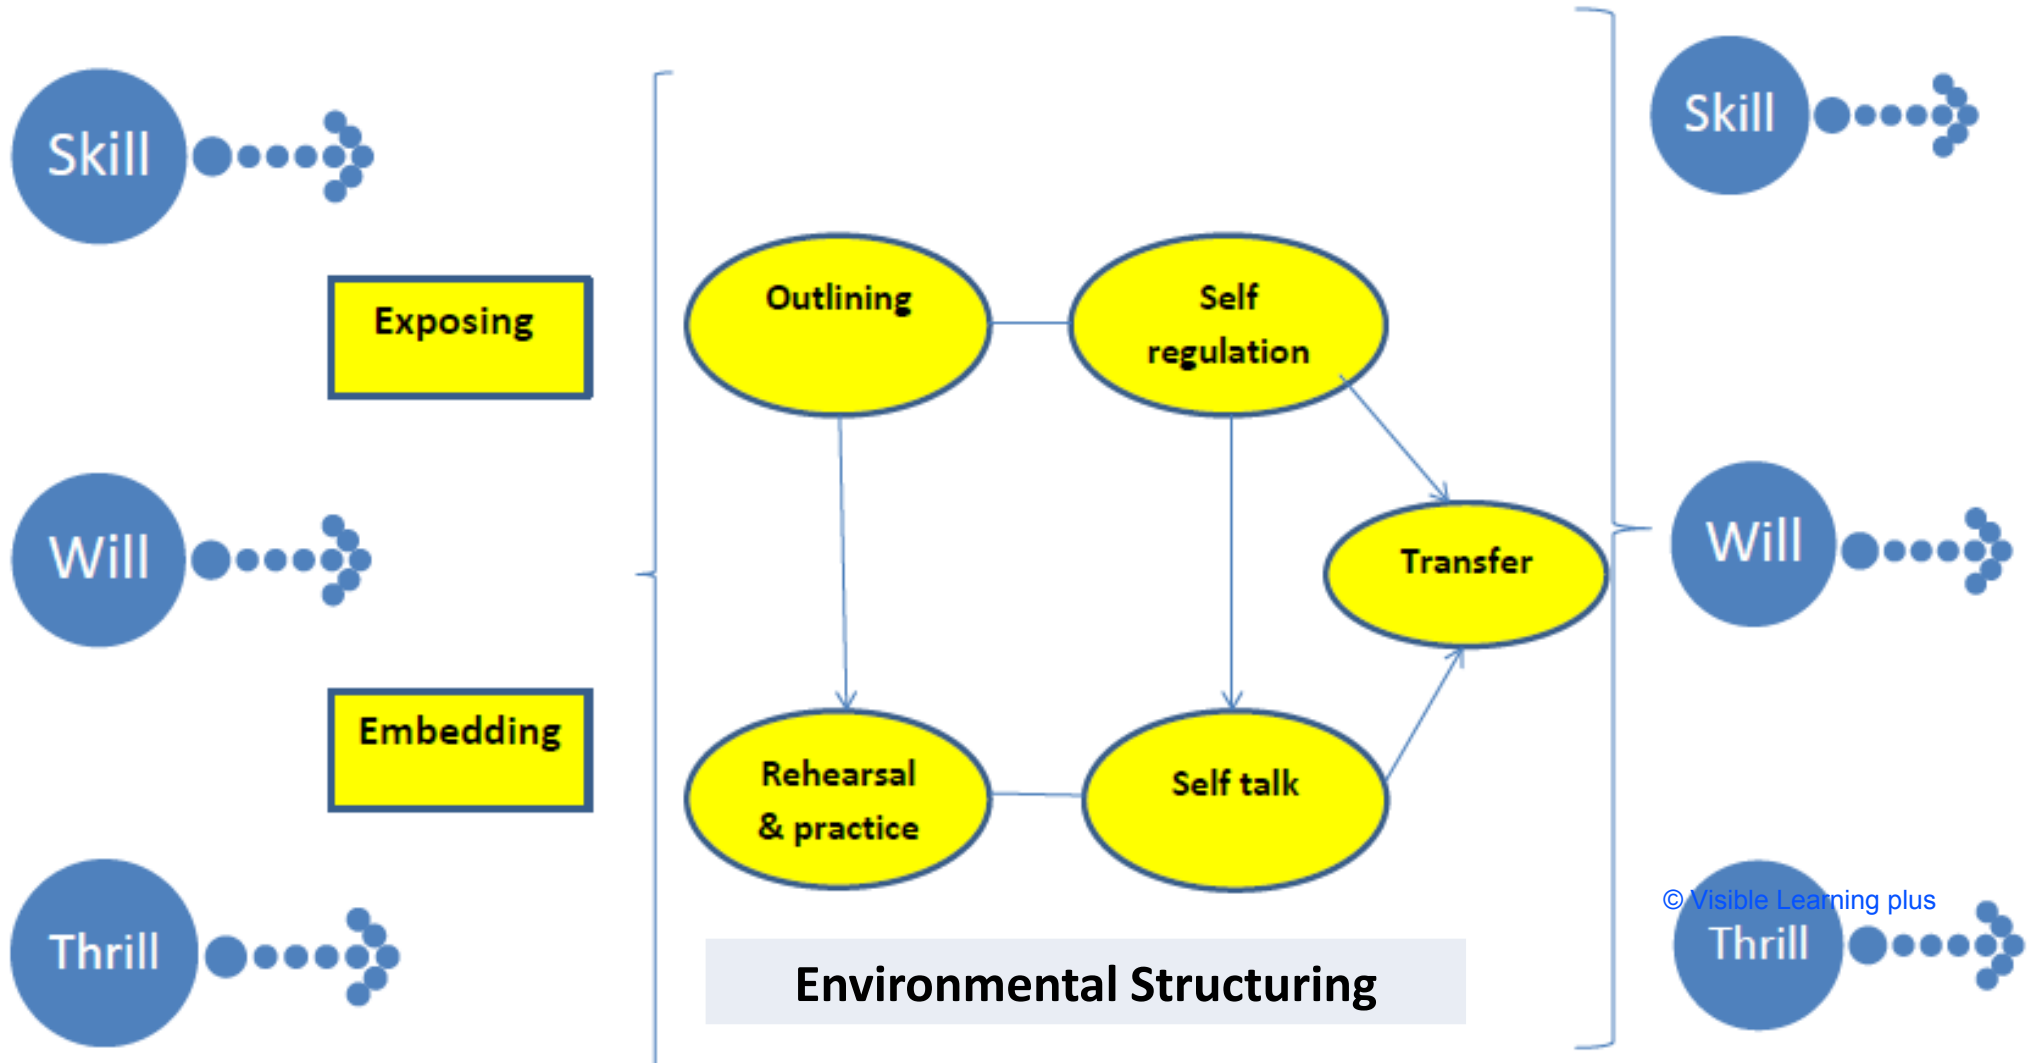 Skill
Exposing
Will
Embedding
Thrill
Outlining
Self
regulation
Transfer
Rehearsal
& practice
Self talk
Environmental Structuring
Skill
Will
© Visible Learning plus
Thrill